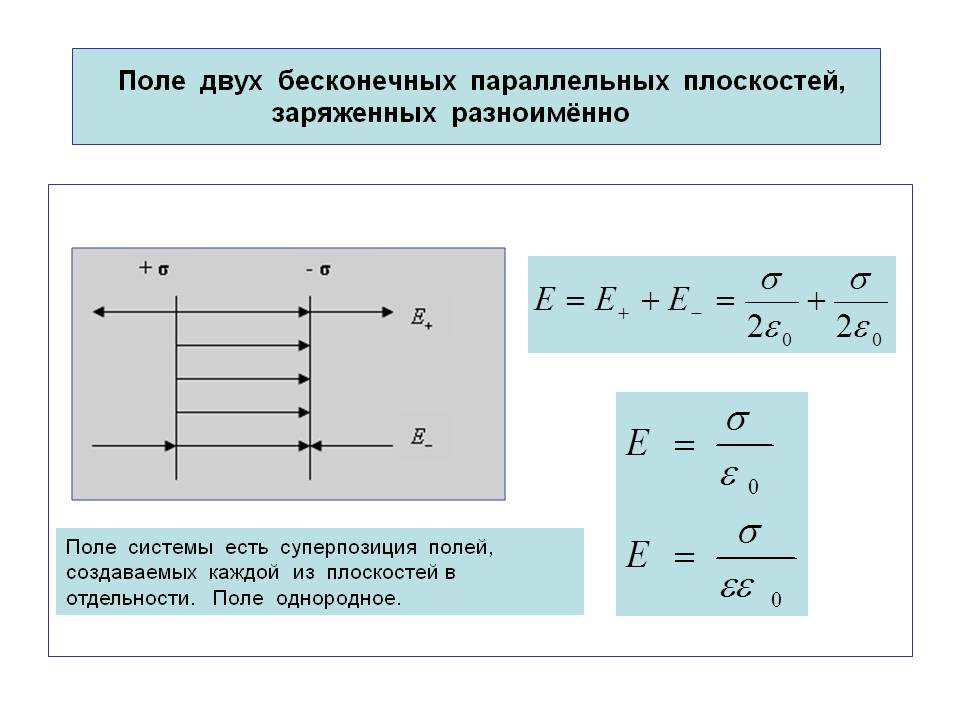 Поле двух бесконечных параллельных плоскостей,
заряженных разноимённо
+ σ - σ
E₊
E₋
E = E₊ + E₋ = σ/2ε₀ + σ/2ε₀
E = σ/ε₀
E = σ/εε₀
Поле системы есть суперпозиция полей,
создаваемых каждой из плоскостей в
отдельности. Поле однородное.